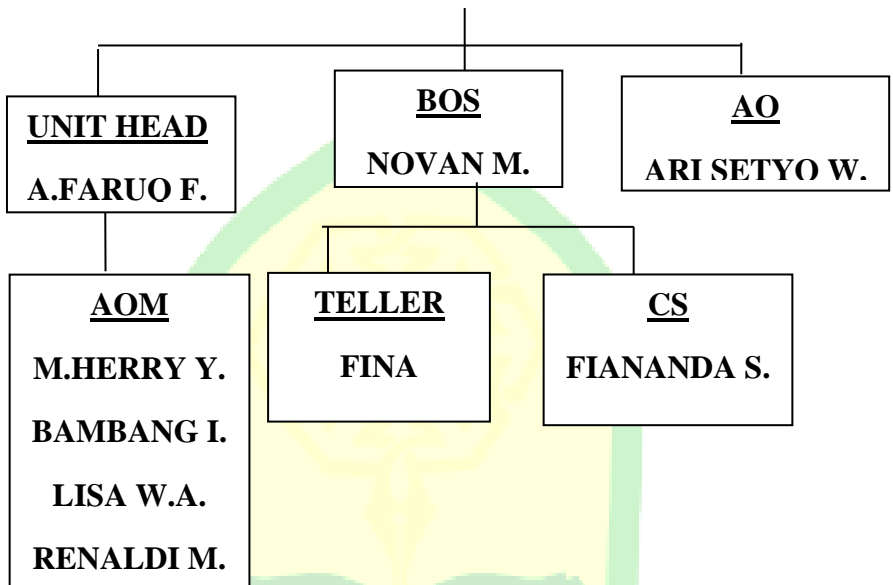 UNIT HEAD
A.FARUQ F.
BOS
NOVAN M.
AO
ARI SETYO W.
AOM
M.HERRY Y.
BAMBANG I.
LISA W.A.
RENALDI M.
TELLER
FINA
CS
FIANANDA S.